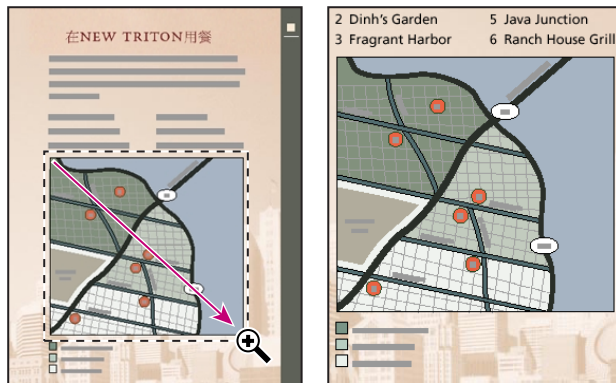 在NEW TRITON用餐
2 Dinh's Garden
5 Java Junction
3 Fragrant Harbor
6 Ranch House Grill